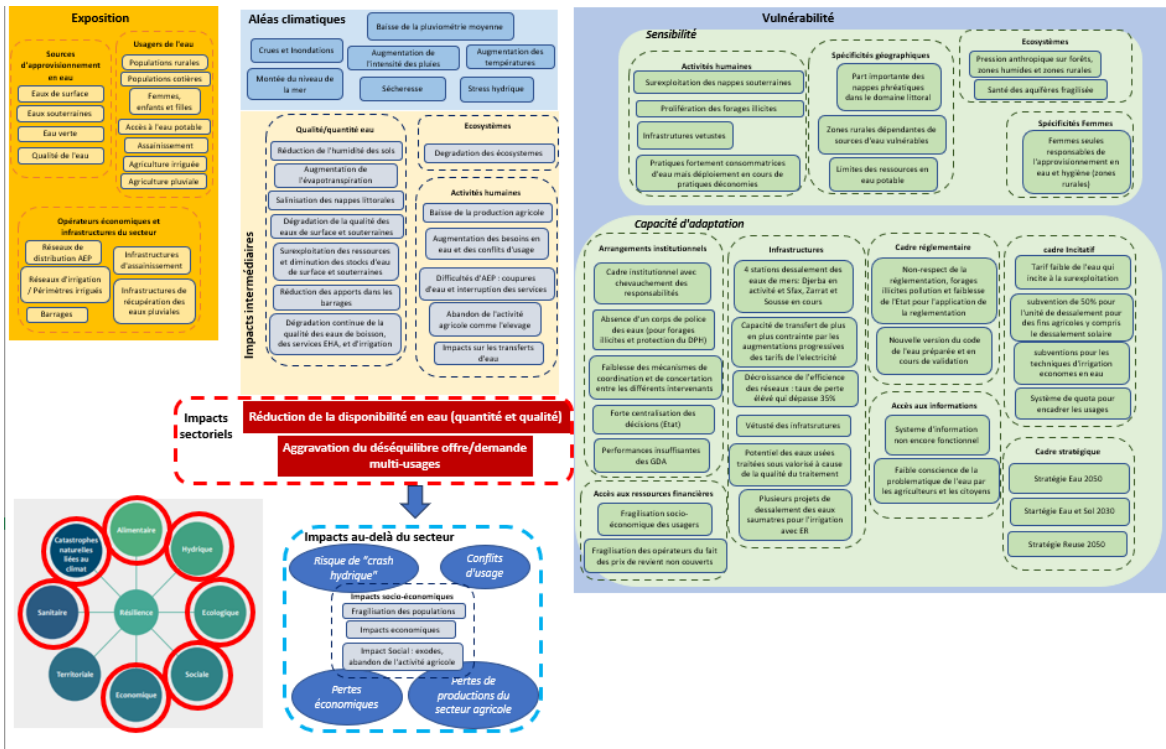 Exposition
Sources
d'approvisionnement
en eau
Eaux de surface
Eaux souterraines
Eau verte
Qualité de l'eau
Usagers de l'eau
Populations rurales
Populations cotières
Femmes,
enfants et filles
Accès à l'eau potable
Assainissement
Agriculture irriguée
Agriculture pluviale
Opérateurs économiques et
infrastructures du secteur
Réseaux de
distribution AEP
Réseaux d'irrigation
/ Périmètres irrigués
Barrages
Infrastructures
d'assainissement
Infrastructures de
récupération des
eaux pluviales
Aléas climatiques
Baisse de la pluviométrie moyenne
Crues et Inondations
Augmentation de
l'intensité des pluies
Augmentation des
températures
Montée du niveau de
la mer
Sécheresse
Stress hydrique
Impacts intermédiaires
Qualité/quantité eau
Réduction de l'humidité des sols
Augmentation de
l'évapotranspiration
Salinisation des nappes littorales
Dégradation de la qualité des
eaux de surface et souterraines
Surexploitation des ressources
et diminution des stocks d'eau
de surface et souterraines
Réduction des apports dans les
barrages
Dégradation continue de la
qualité des eaux de boisson,
des services EHA, et d'irrigation
Ecosystèmes
Degradation des écosystemes
Activités humaines
Baisse de la production agricole
Augmentation des besoins en
eau et des conflits d'usage
Difficultés d'AEP : coupures
d'eau et interruption des services
Abandon de l'activité
agricole comme l'elevage
Impacts sur les transferts
d'eau
Impacts
sectoriels
Réduction de la disponibilité en eau (quantité et qualité)
Aggravation du déséquilibre offre/demande
multi-usages
Impacts au-delà du secteur
Risque de "crash
hydrique"
Conflits
d'usage
Impacts socio-économiques
Fragilisation des populations
Impacts economiques
Impact Social : exodes,
abandon de l'activité agricole
Pertes
économiques
Pertes de
productions du
secteur agricole
Alimentaire
Catastrophes
naturelles
liées au
climat
Hydrique
Sanitaire
Résilience
Ecologique
Territoriale
Sociale
Economique
Vulnérabilité
Sensibilité
Activités humaines
Surexploitation des nappes souterraines
Prolifération des forages illicites
Infrastrutures vetustes
Pratiques fortement consommatrices
d'eau mais déploiement en cours de
pratiques déconomies
Spécificités géographiques
Part important des
nappes phréatiques
dans le domaine littoral
Zones rurales dépendantes de
sources d'eau vulnérables
Limites des ressources en
eau potable
Ecosystèmes
Pression anthropique sur forêts,
zones humides et zones rurales
Santé des aquifères fragilisée
Spécificités Femmes
Femmes seules
responsables de
l'approvisionnement en
eau et hygiène (zones
rurales)
Capacité d'adaptation
Arrangements institutionnels
Cadre institutionnel avec
chevauchement des
responsabilités
Absence d'un corps de police
des eaux (pour forages
illicites et protection du DPH)
Faiblesse des mécanismes de
coordination et de concertation
entre les différents intervenants
Forte centralisation des
décisions (Etat)
Performances insuffisantes
des GDA
Accès aux ressources financières
Fragilisation socio-
économique des usagers
Fragilisation des opérateurs du fait
des prix de revient non couverts
Infrastructures
4 stations dessalement des
eaux de mers: Djerba en
activité et Sfax, Zarrat et
Sousse en cours
Capacité de transfert de plus
en plus contrainte par les
augmentations progressives
des tarifs de l'electricité
Décroissance de l'efficience
des réseaux : taux de perte
élévé qui dépasse 35%
Vétusté des infratsrutures
Potentiel des eaux usées
traitées sous valorisé à cause
de la qualité du traitement
Plusieurs projets de
dessalement des eaux
saumatres pour l'irrigation
avec ER
Cadre réglementaire
Non-respect de la
réglementation, forages
illicites pollution et faiblesse
de l'Etat pour l'application de
la reglementation
Nouvelle version du code
de l'eau préparée et en
cours de validation
Accès aux informations
Systeme d'information
non encore fonctionnel
Faible conscience de la
problematique de l'eau par
les agriculteurs et les citoyens
cadre Incitatif
Tarif faible de l'eau qui
incite à la surexploitation
subvention de 50% pour
l'unité de dessalement pour
des fins agricoles y compris
le dessalement solaire
subventions pour les
techniques d'irrigation
economes en eau
Système de quota pour
encadrer les usages
Cadre stratégique
Stratégie Eau 2050
Startégie Eau et Sol 2030
Stratégie Reuse 2050